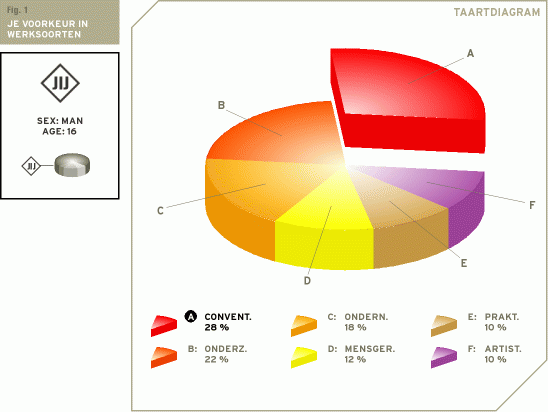 Fig. 1
JE VOORKEUR IN
WERKSOORTEN
JIJ
SEX: MAN
AGE: 16
JIJ
TAARTDIAGRAM
A
B
C
D
E
F
A CONVENT.
28 %
C: ONDERN.
18 %
E: PRAKT.
10 %
B: ONDERZ.
22 %
D: MENSGER.
12 %
F: ARTIST.
10 %